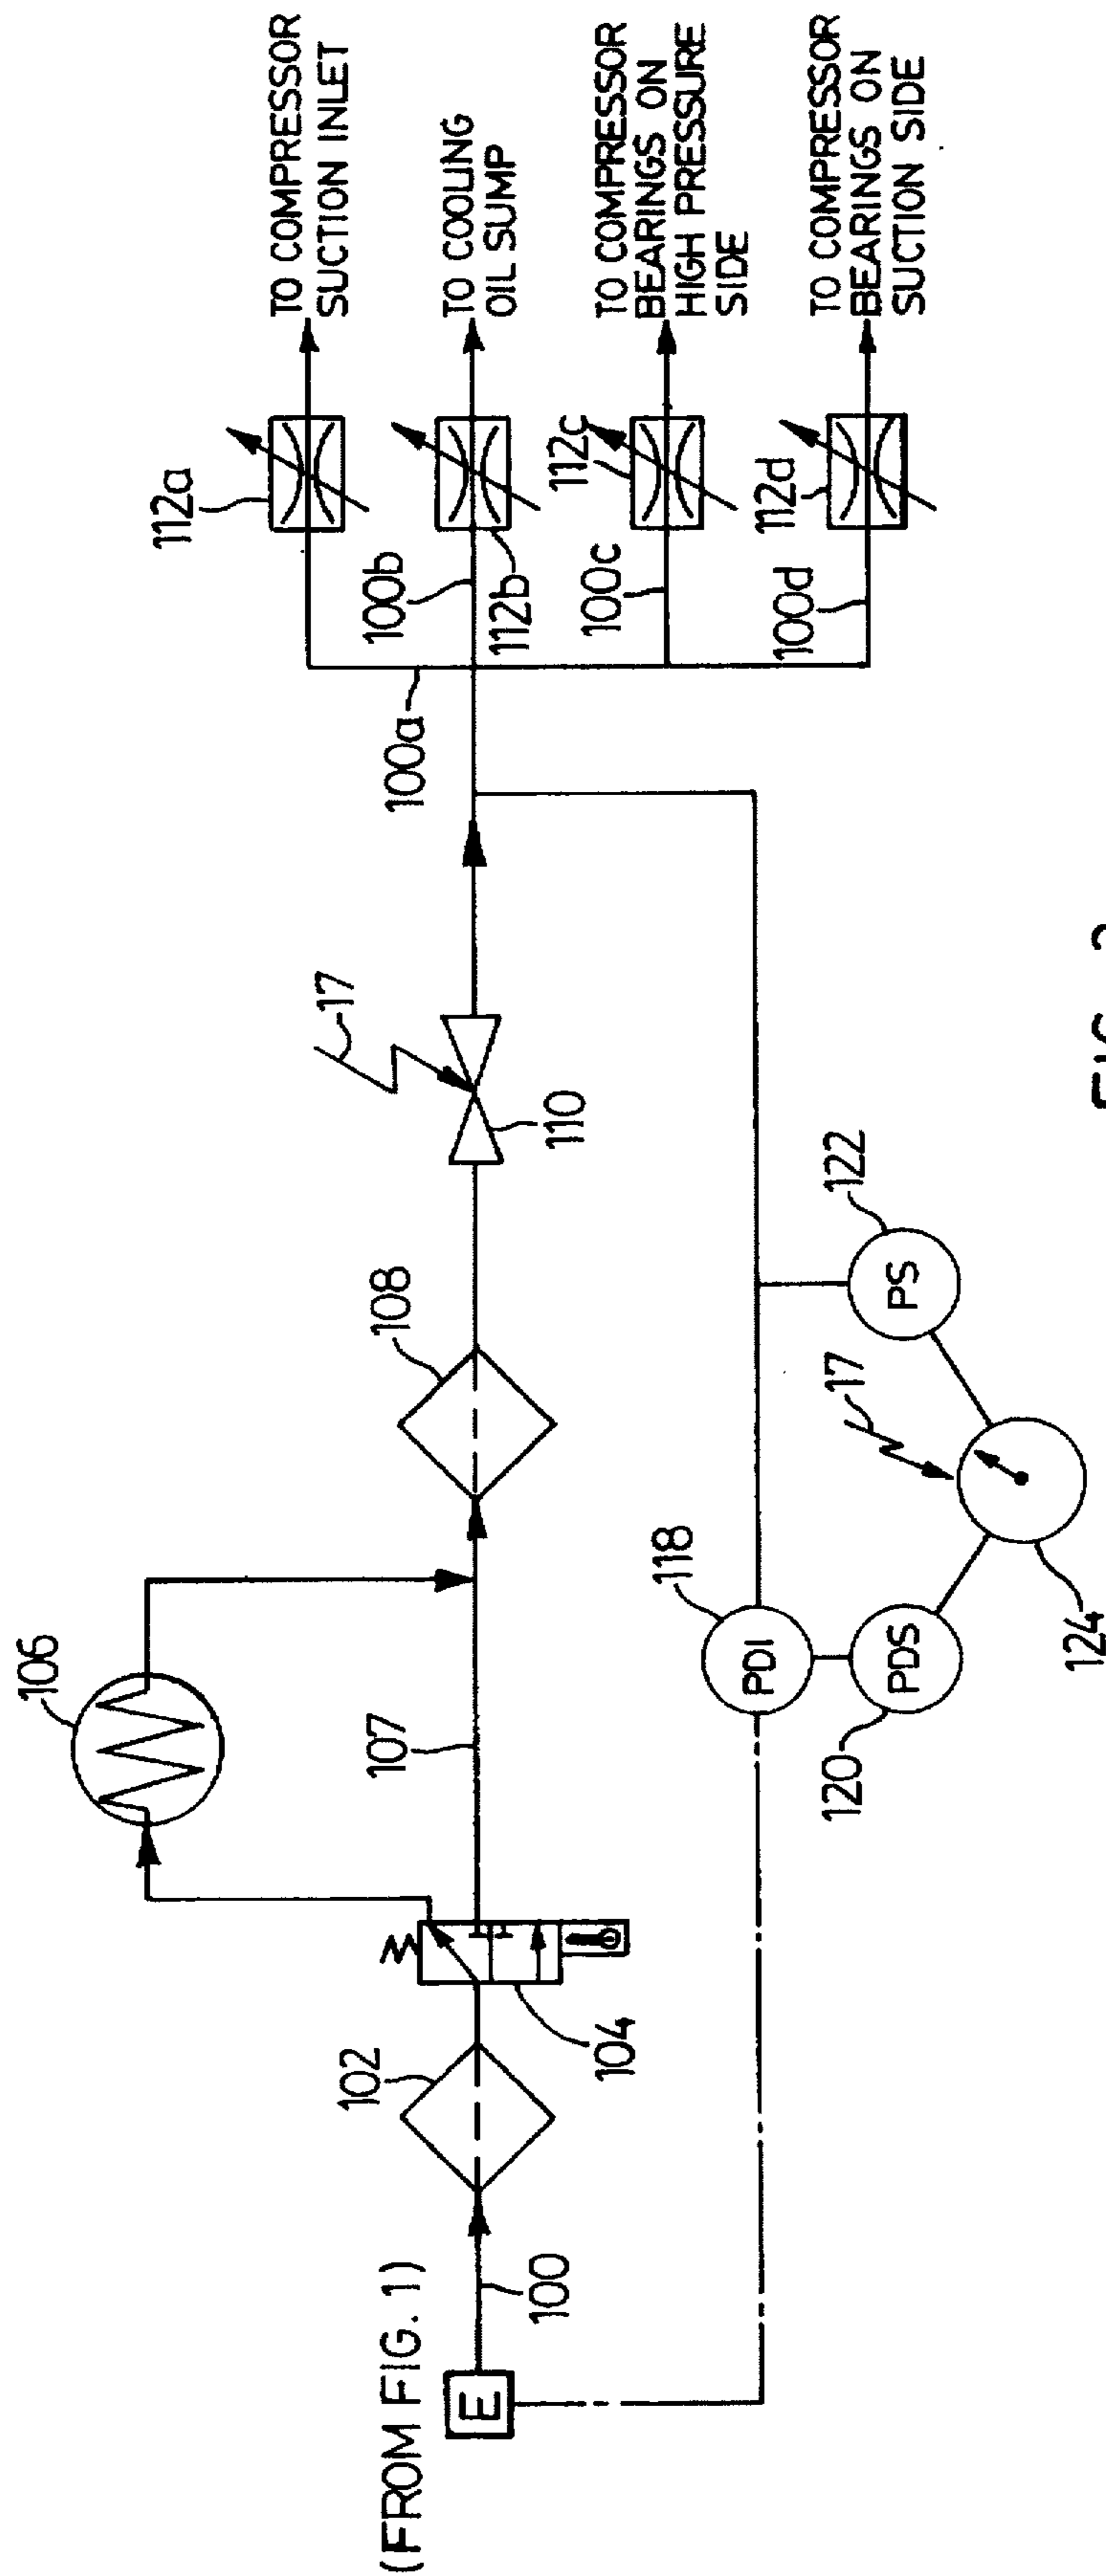 (FROM FIG. 1)
E
100
102
104
106
107
108
17
110
100a
100b
100c
100d
112a
112b
112c
112d
TO COMPRESSOR
SUCTION INLET
TO COOLING
OIL SUMP
TO COMPRESSOR
BEARINGS ON
HIGH PRESSURE
SIDE
TO COMPRESSOR
BEARINGS ON
SUCTION SIDE
PDI
118
PDS
120
PS
122
17
124